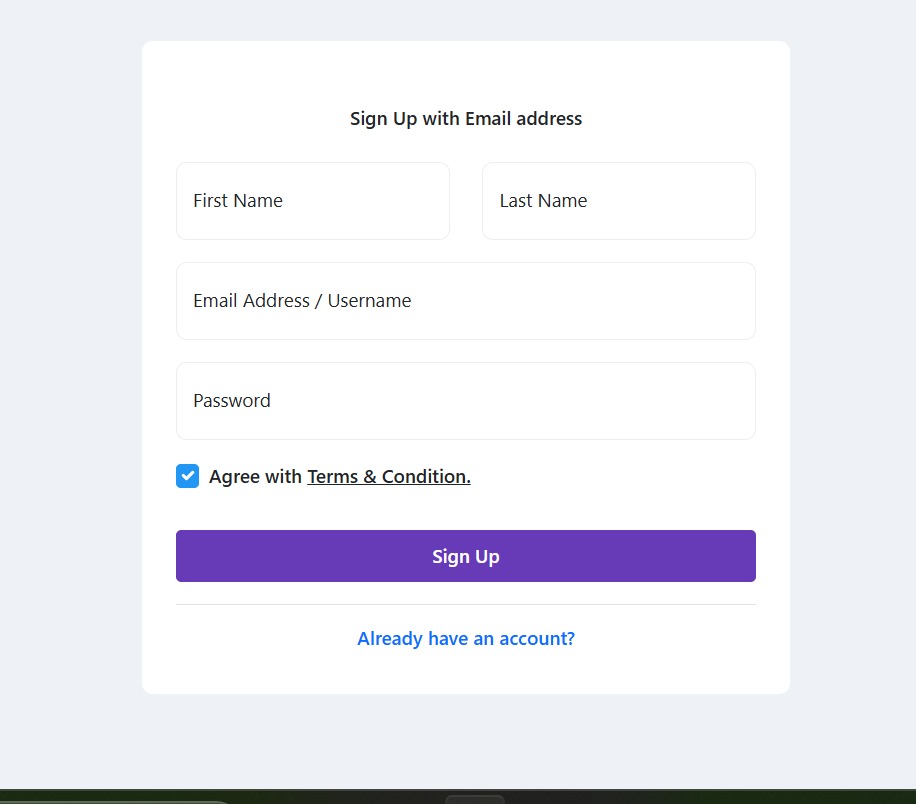 Sign Up with Email address
First Name
Last Name
Email Address / Username
Password
Agree with Terms & Condition.
Sign Up
Already have an account?